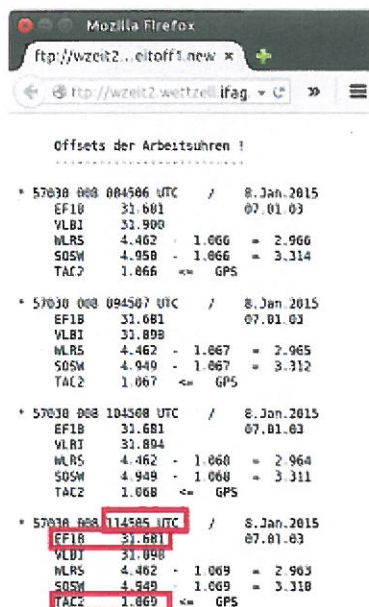 Mozilla Firefox
ftp://wzeit2...eitoff1.new ×
ftp://wzeit2.wettzell.ifag
Offsets der Arbeitsuhren !
* 57030 008 084506 UTC / 8.Jan.2015
EF18 31.681 07.01.03
VLBI 31.900
WLRS 4.462 - 1.066 = 2.966
SOSW 4.950 - 1.066 = 3.314
TAC2 1.066 <= GPS
* 57030 008 094507 UTC / 8.Jan.2015
EF18 31.681 07.01.03
VLBI 31.898
WLRS 4.462 - 1.067 = 2.965
SOSW 4.949 - 1.067 = 3.312
TAC2 1.067 <= GPS
* 57030 008 104508 UTC / 8.Jan.2015
EF18 31.681 07.01.03
VLBI 31.894
WLRS 4.462 - 1.068 = 2.964
SOSW 4.949 - 1.068 = 3.311
TAC2 1.068 <= GPS
* 57030 008 114505 UTC / 8.Jan.2015
EF18 31.681 07.01.03
VLBI 31.890
WLRS 4.462 - 1.069 = 2.963
SOSW 4.949 - 1.069 = 3.310
TAC2 1.069 <= GPS